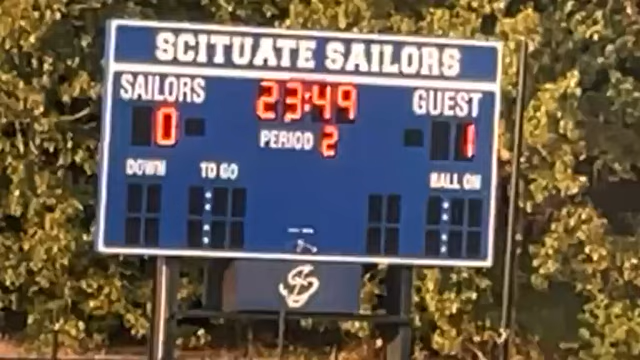 SCITUATE SAILORS
SAILORS 23:49 GUEST
0 PERIOD 2 1
DOWN TO GO BALL ON
S